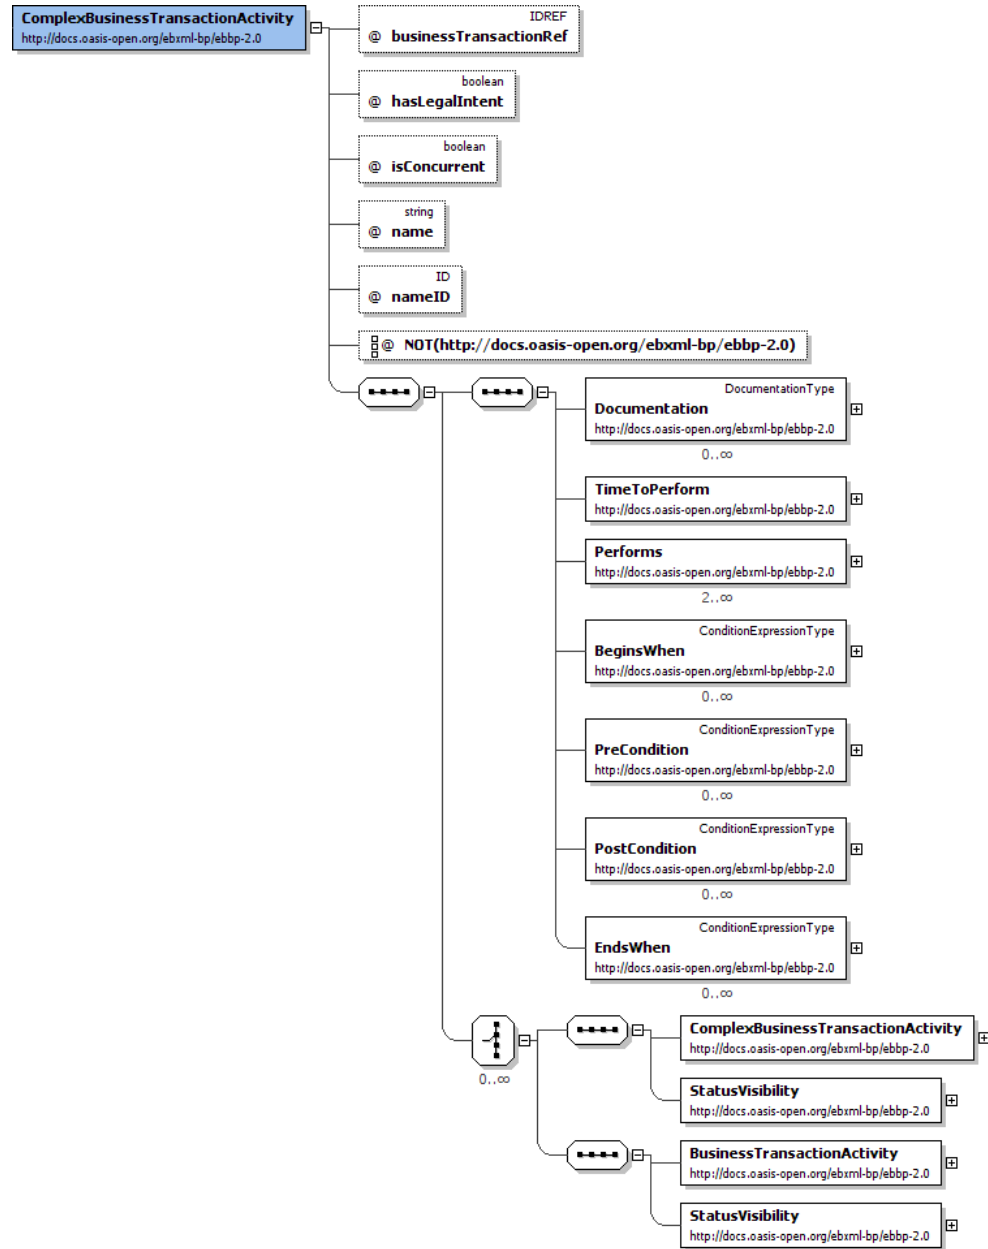 ComplexBusinessTransactionActivity
http://docs.oasis-open.org/ebxml-bp/ebbp-2.0
IDREF
@ businessTransactionRef
boolean
@ hasLegalIntent
boolean
@ isConcurrent
string
@ name
ID
@ nameID
@ NOT(http://docs.oasis-open.org/ebxml-bp/ebbp-2.0)
DocumentationType
Documentation
http://docs.oasis-open.org/ebxml-bp/ebbp-2.0
0..∞
TimeToPerform
http://docs.oasis-open.org/ebxml-bp/ebbp-2.0
Performs
http://docs.oasis-open.org/ebxml-bp/ebbp-2.0
2..∞
ConditionExpressionType
BeginsWhen
http://docs.oasis-open.org/ebxml-bp/ebbp-2.0
0..∞
ConditionExpressionType
PreCondition
http://docs.oasis-open.org/ebxml-bp/ebbp-2.0
0..∞
ConditionExpressionType
PostCondition
http://docs.oasis-open.org/ebxml-bp/ebbp-2.0
0..∞
ConditionExpressionType
EndsWhen
http://docs.oasis-open.org/ebxml-bp/ebbp-2.0
0..∞
0..∞
ComplexBusinessTransactionActivity
http://docs.oasis-open.org/ebxml-bp/ebbp-2.0
StatusVisibility
http://docs.oasis-open.org/ebxml-bp/ebbp-2.0
BusinessTransactionActivity
http://docs.oasis-open.org/ebxml-bp/ebbp-2.0
StatusVisibility
http://docs.oasis-open.org/ebxml-bp/ebbp-2.0